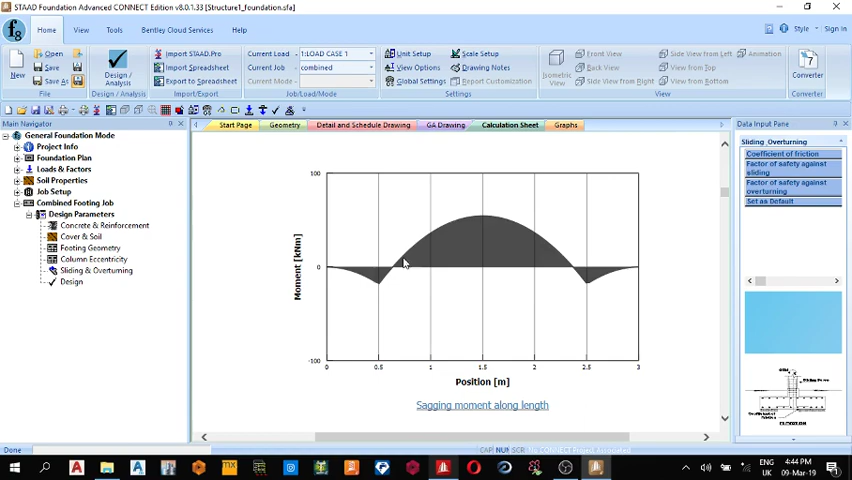 STAAD Foundation Advanced CONNECT Edition v8.0.1.33 [Structure1_foundation.sfa]
Home View Tools Bentley Cloud Services Help Style Sign In
New Open Save Save As
Design / Analysis
Import STAAD.Pro
Import Spreadsheet
Export to Spreadsheet
Current Load 1:LOAD CASE 1
Current Job combined
Current Mode
Unit Setup Scale Setup
View Options Drawing Notes
Global Settings Report Customization
Isometric View
Front View Side View from Left Animation
Back View View from Top
Side View from Right View from Bottom
Converter
File Design / Analysis Import/Export Job/Load/Mode Settings View Converter
Main Navigator
General Foundation Mode
Project Info
Foundation Plan
Loads & Factors
Soil Properties
Job Setup
Combined Footing Job
Design Parameters
Concrete & Reinforcement
Cover & Soil
Footing Geometry
Column Eccentricity
Sliding & Overturning
Design
Start Page Geometry Detail and Schedule Drawing GA Drawing Calculation Sheet Graphs
100
0
-100
Moment [kNm]
0 0.5 1 1.5 2 2.5 3
Position [m]
Sagging moment along length
Data Input Pane
Sliding_Overturning
Coefficient of friction
Factor of safety against sliding
Factor of safety against overturning
Set as Default
ELEVATION
Done
CAP NUM
ENG
UK
4:44 PM
09-Mar-19